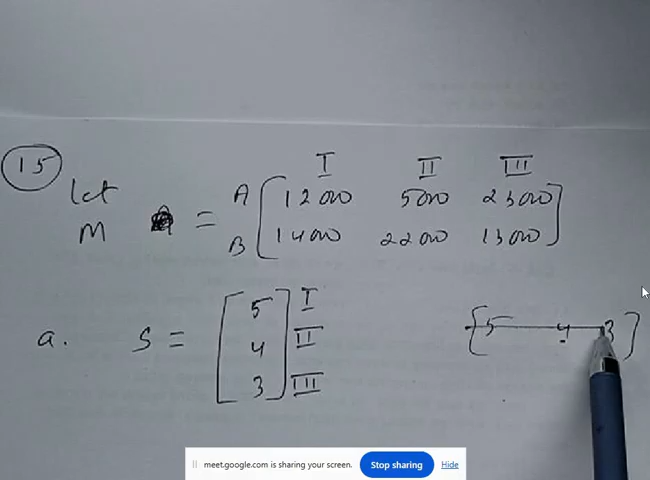 15
I II III
let A 12000 5000 23000
M = B 14000 22000 13000
5 I
a. S = 4 II 5 4 3
3 III
meet.google.com is sharing your screen. Stop sharing Hide